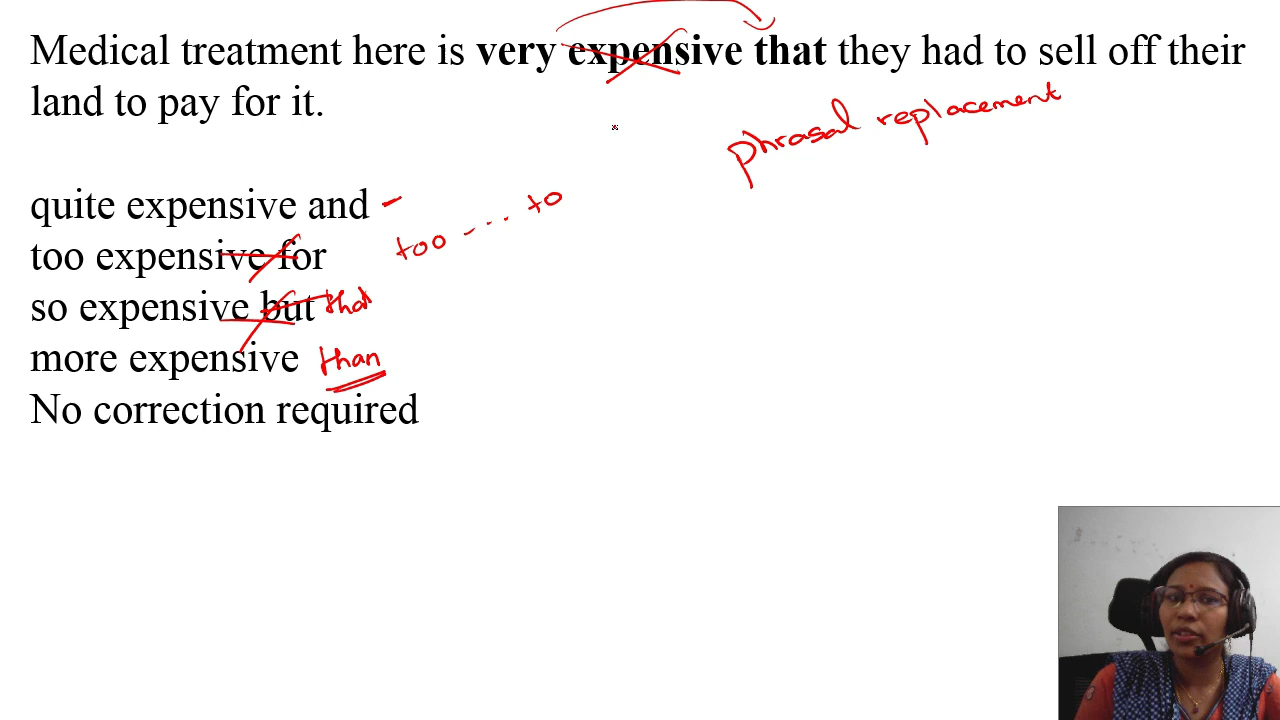 Medical treatment here is very expensive that they had to sell off their
land to pay for it.
phrasal replacement
quite expensive and -
too expensive for too - . . . to
so expensive but that
more expensive than
No correction required